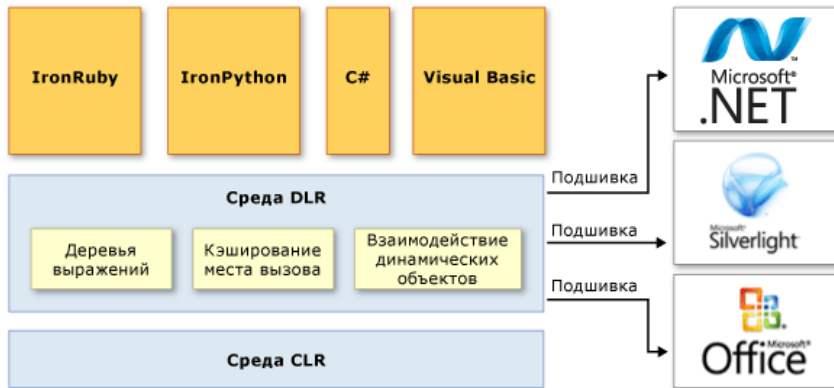 IronRuby
IronPython
C#
Visual Basic
Microsoft®
.NET
Среда DLR
Деревья
выражений
Кэширование
места вызова
Взаимодействие
динамических
объектов
Подшивка
Подшивка
Подшивка
Microsoft®
Silverlight
Microsoft®
Office
Среда CLR